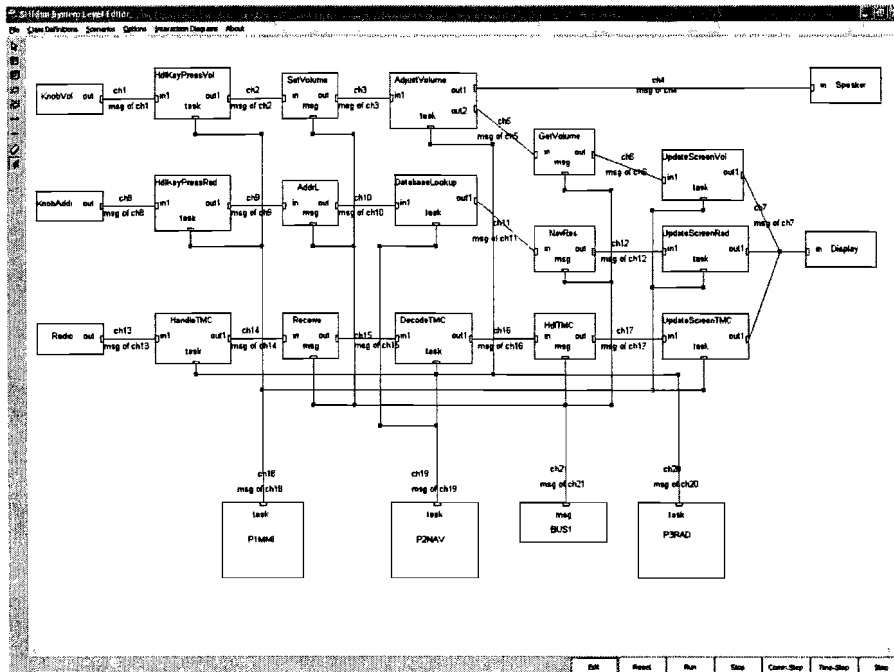 System Level Editor
File Class Definitions Scenarios Options Interaction Diagrams About
KnobVol out
ch1
msg of ch1
HdlKeyPressVol
in1 out1
task
ch2
msg of ch2
SetVolume
in out
msg
ch3
msg of ch3
AdjustVolume
in1 out1
out2
task
ch4
msg of ch4
in Speaker
ch5
msg of ch5
GetVolume
in out
msg
ch6
msg of ch6
UpdateScreenVol
in1 out1
task
ch7
msg of ch7
in Display
KnobAddr out
ch8
msg of ch8
HdlKeyPressRad
in1 out1
task
ch9
msg of ch9
AddrL
in out
msg
ch10
msg of ch10
DatabaseLookup
in1 out1
task
ch11
msg of ch11
NavRes
in out
msg
ch12
msg of ch12
UpdateScreenRad
in1 out1
task
Radio out
ch13
msg of ch13
HandleTMC
in1 out1
task
ch14
msg of ch14
Receive
in out
msg
ch15
msg of ch15
DecodeTMC
in1 out1
task
ch16
msg of ch16
HdlTMC
in out
msg
ch17
msg of ch17
UpdateScreenTMC
in1 out1
task
ch18
msg of ch18
task
P1MMI
ch19
msg of ch19
task
P2NAV
ch21
msg of ch21
msg
BUS1
ch20
msg of ch20
task
P3RAD
Edit Reset Run Stop Comm.Step Time-Step